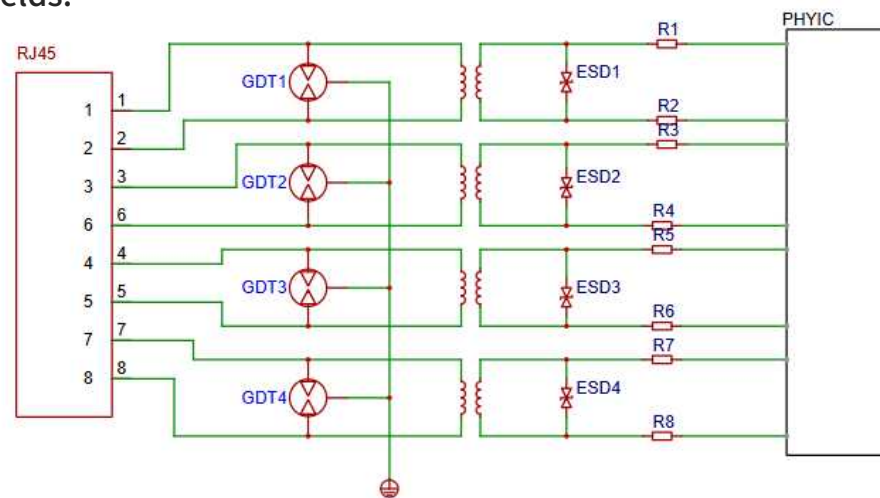 elds.
PHYIC
RJ45
R1
GDT1
ESD1
1 1
R2
2 2
R3
3 3
GDT2
ESD2
6 6
R4
R5
4 4
GDT3
ESD3
5 5
R6
7 7
R7
8 8
GDT4
ESD4
R8